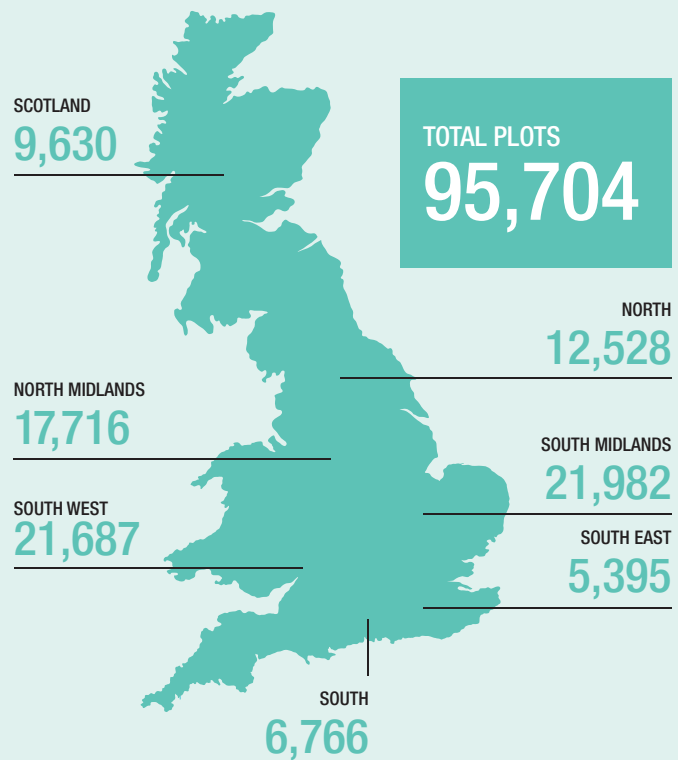 SCOTLAND
9,630
TOTAL PLOTS
95,704
NORTH
12,528
NORTH MIDLANDS
17,716
SOUTH MIDLANDS
21,982
SOUTH WEST
21,687
SOUTH EAST
5,395
SOUTH
6,766